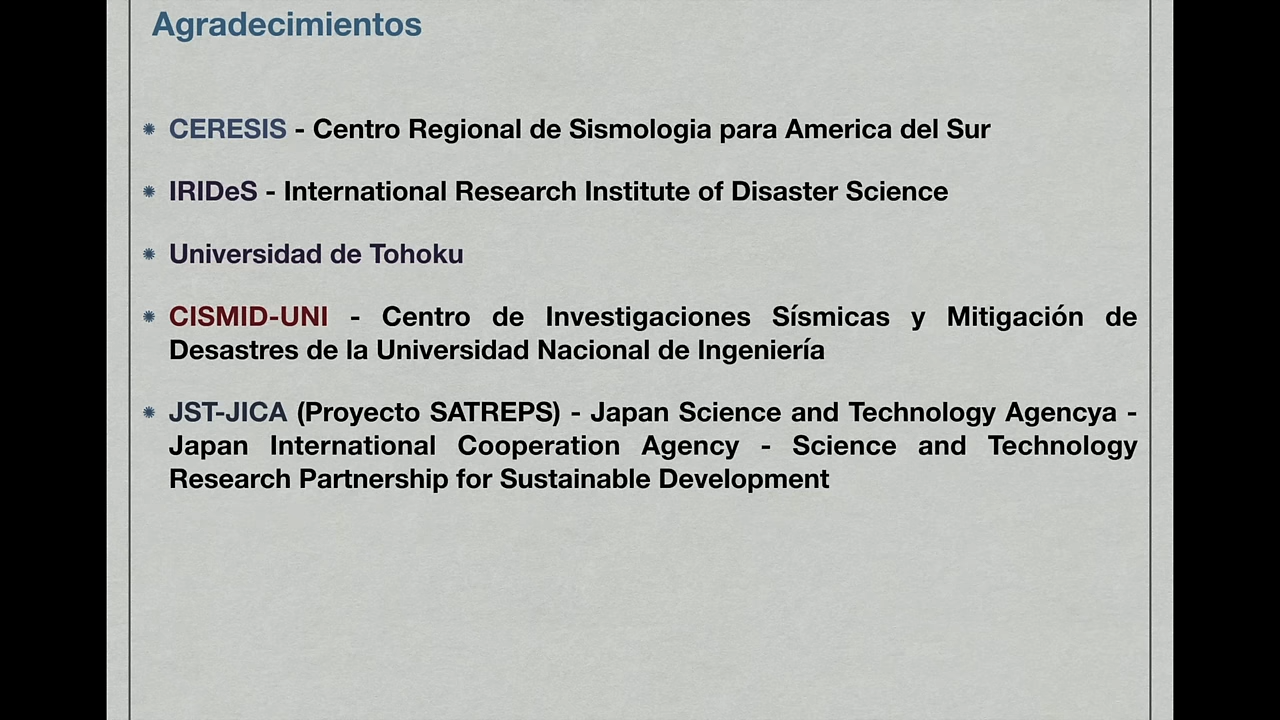 Agradecimientos
CERESIS - Centro Regional de Sismologia para America del Sur
IRIDeS - International Research Institute of Disaster Science
Universidad de Tohoku
CISMID-UNI - Centro de Investigaciones Sísmicas y Mitigación de
Desastres de la Universidad Nacional de Ingeniería
JST-JICA (Proyecto SATREPS) - Japan Science and Technology Agencya -
Japan International Cooperation Agency - Science and Technology
Research Partnership for Sustainable Development